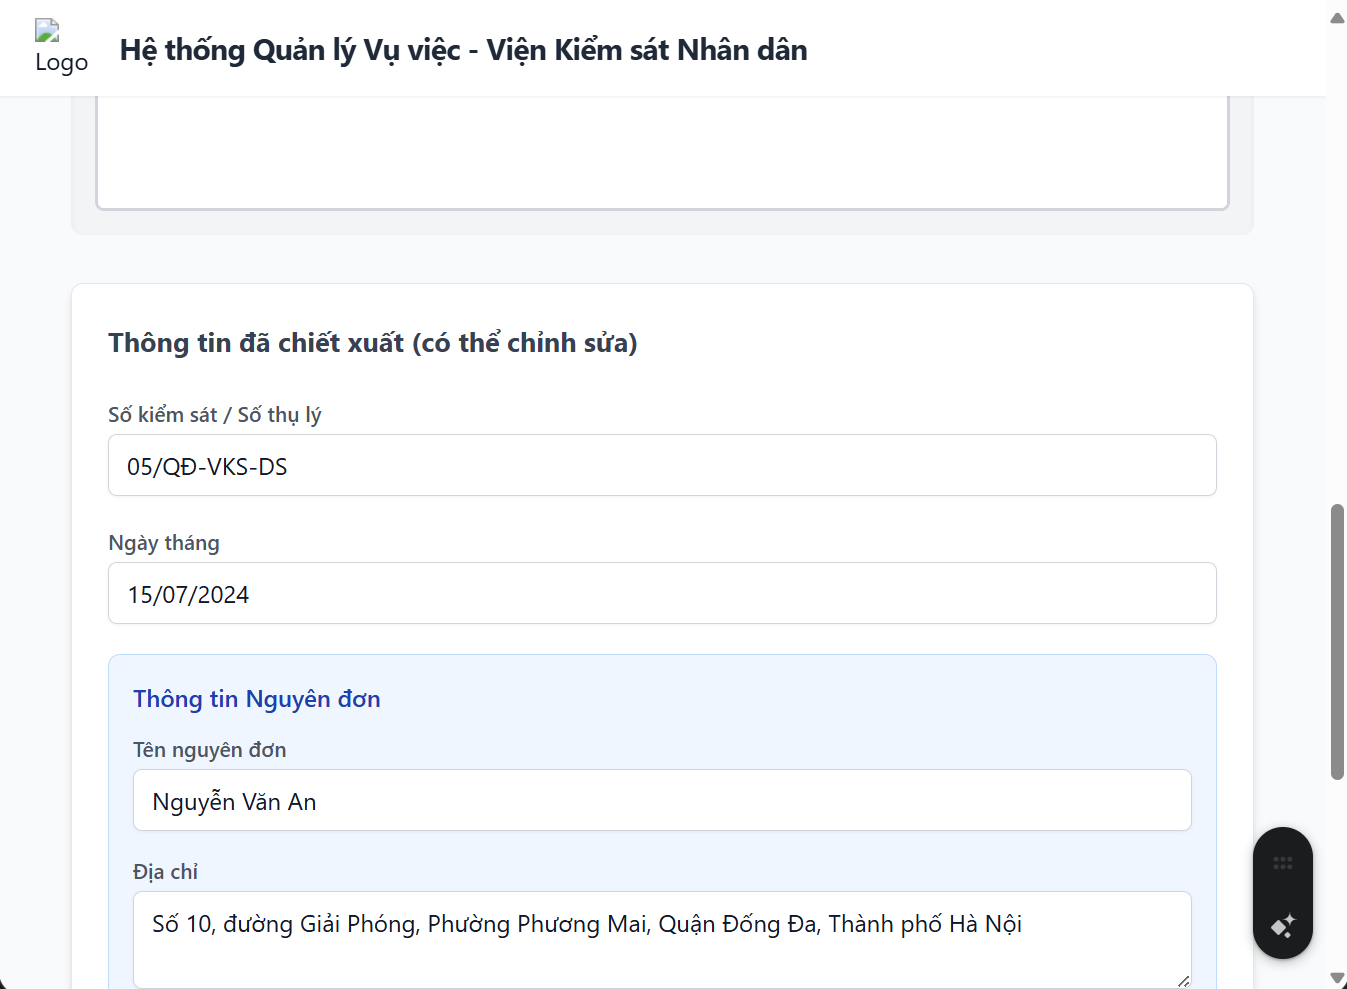 Logo
Hệ thống Quản lý Vụ việc - Viện Kiểm sát Nhân dân
Thông tin đã chiết xuất (có thể chỉnh sửa)
Số kiểm sát / Số thụ lý
05/QĐ-VKS-DS
Ngày tháng
15/07/2024
Thông tin Nguyên đơn
Tên nguyên đơn
Nguyễn Văn An
Địa chỉ
Số 10, đường Giải Phóng, Phường Phương Mai, Quận Đống Đa, Thành phố Hà Nội